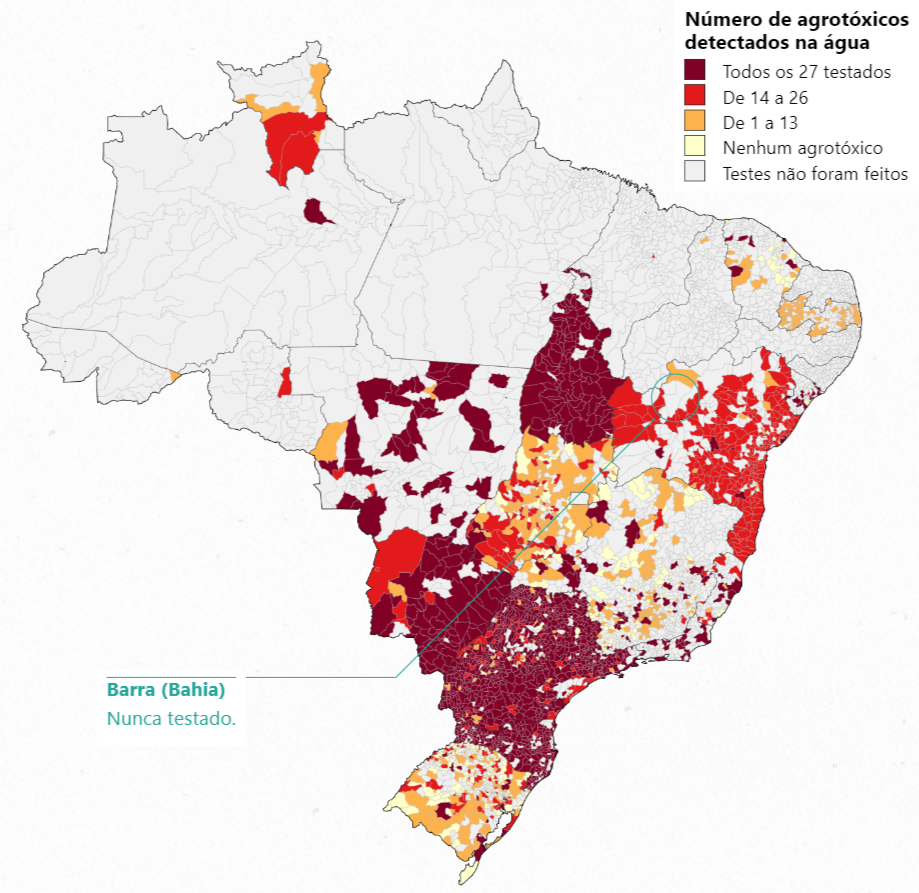 Número de agrotóxicos
detectados na água
Todos os 27 testados
De 14 a 26
De 1 a 13
Nenhum agrotóxico
Testes não foram feitos
Barra (Bahia)
Nunca testado.